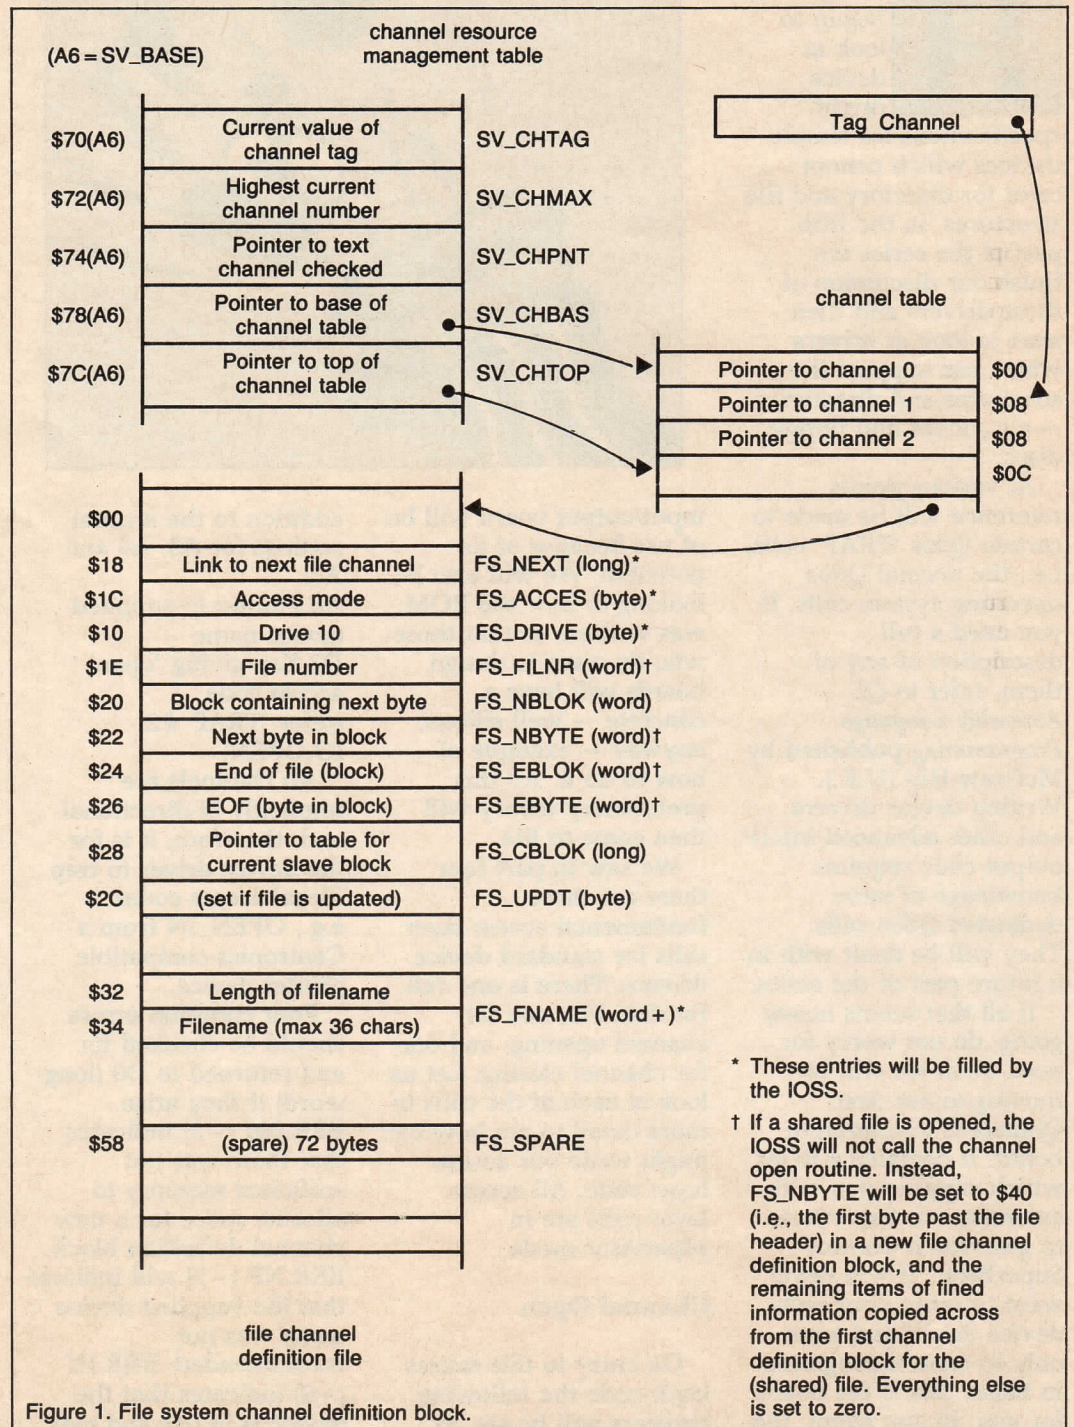 (A6 = SV_BASE)
channel resource
management table
$70(A6)
Current value of
channel tag
SV_CHTAG
$72(A6)
Highest current
channel number
SV_CHMAX
$74(A6)
Pointer to text
channel checked
SV_CHPNT
$78(A6)
Pointer to base of
channel table
SV_CHBAS
$7C(A6)
Pointer to top of
channel table
SV_CHTOP
Tag Channel
channel table
Pointer to channel 0
$00
Pointer to channel 1
$08
Pointer to channel 2
$08
$0C
$00
$18
Link to next file channel
FS_NEXT (long)*
$1C
Access mode
FS_ACCES (byte)*
$10
Drive 10
FS_DRIVE (byte)*
$1E
File number
FS_FILNR (word)†
$20
Block containing next byte
FS_NBLOK (word)
$22
Next byte in block
FS_NBYTE (word)†
$24
End of file (block)
FS_EBLOK (word)†
$26
EOF (byte in block)
FS_EBYTE (word)†
$28
Pointer to table for
current slave block
FS_CBLOK (long)
$2C
(set if file is updated)
FS_UPDT (byte)
$32
Length of filename
$34
Filename (max 36 chars)
FS_FNAME (word+)*
$58
(spare) 72 bytes
FS_SPARE
file channel
definition file
* These entries will be filled by
the IOSS.
† If a shared file is opened, the
IOSS will not call the channel
open routine. Instead,
FS_NBYTE will be set to $40
(i.e., the first byte past the file
header) in a new file channel
definition block, and the
remaining items of fined
information copied across
from the first channel
definition block for the
(shared) file. Everything else
is set to zero.
Figure 1. File system channel definition block.